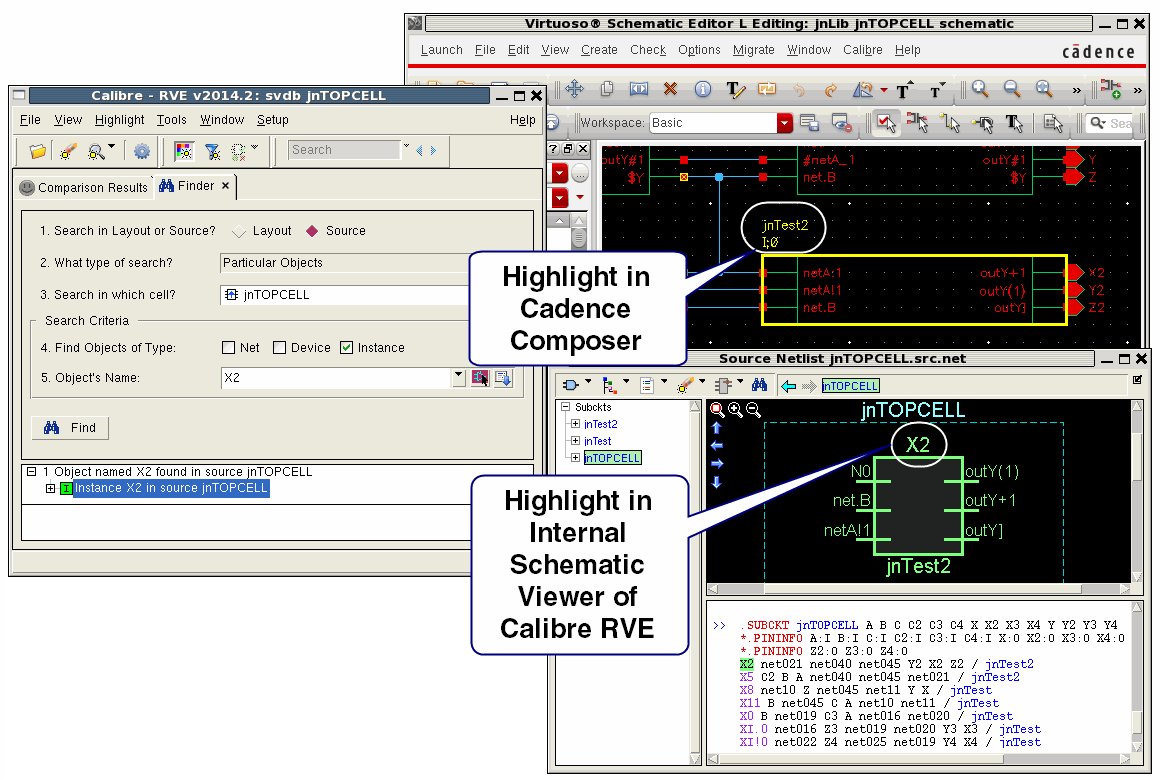 Virtuoso® Schematic Editor L Editing: jnLib jnTOPCELL schematic
Launch File Edit View Create Check Options Migrate Window Calibre Help
cādence
Workspace: Basic
Sea
outY#1 #netA_1 outY#1 Y
$Y net.B $Y Z
jnTest2
I;0
netA:1 outY+1 X2
netA!1 outY(1) Y2
net.B outY] Z2
Calibre - RVE v2014.2: svdb jnTOPCELL
File View Highlight Tools Window Setup Help
Search
Comparison Results Finder
1. Search in Layout or Source? Layout Source
2. What type of search? Particular Objects
3. Search in which cell? jnTOPCELL
Search Criteria
4. Find Objects of Type: Net Device Instance
5. Object's Name: X2
Find
1 Object named X2 found in source jnTOPCELL
Instance X2 in source jnTOPCELL
Highlight in
Cadence
Composer
Highlight in
Internal
Schematic
Viewer of
Calibre RVE
Source Netlist jnTOPCELL.src.net
jnTOPCELL
Subckts
jnTest2
jnTest
jnTOPCELL
jnTOPCELL
X2
N0 outY(1)
net.B outY+1
netA!1 outY]
jnTest2
>> .SUBCKT jnTOPCELL A B C C2 C3 C4 X X2 X3 X4 Y Y2 Y3 Y4
*.PININFO A:I B:I C:I C2:I C3:I C4:I X:O X2:O X3:O X4:O
*.PININFO Z2:O Z3:O Z4:O
X2 net021 net040 net045 Y2 X2 Z2 / jnTest2
X5 C2 B A net040 net045 net021 / jnTest2
X8 net10 Z net045 net11 Y X / jnTest
X11 B net045 C A net10 net11 / jnTest
X0 B net019 C3 A net016 net020 / jnTest
XI.0 net016 Z3 net019 net020 Y3 X3 / jnTest
XI!0 net022 Z4 net025 net019 Y4 X4 / jnTest